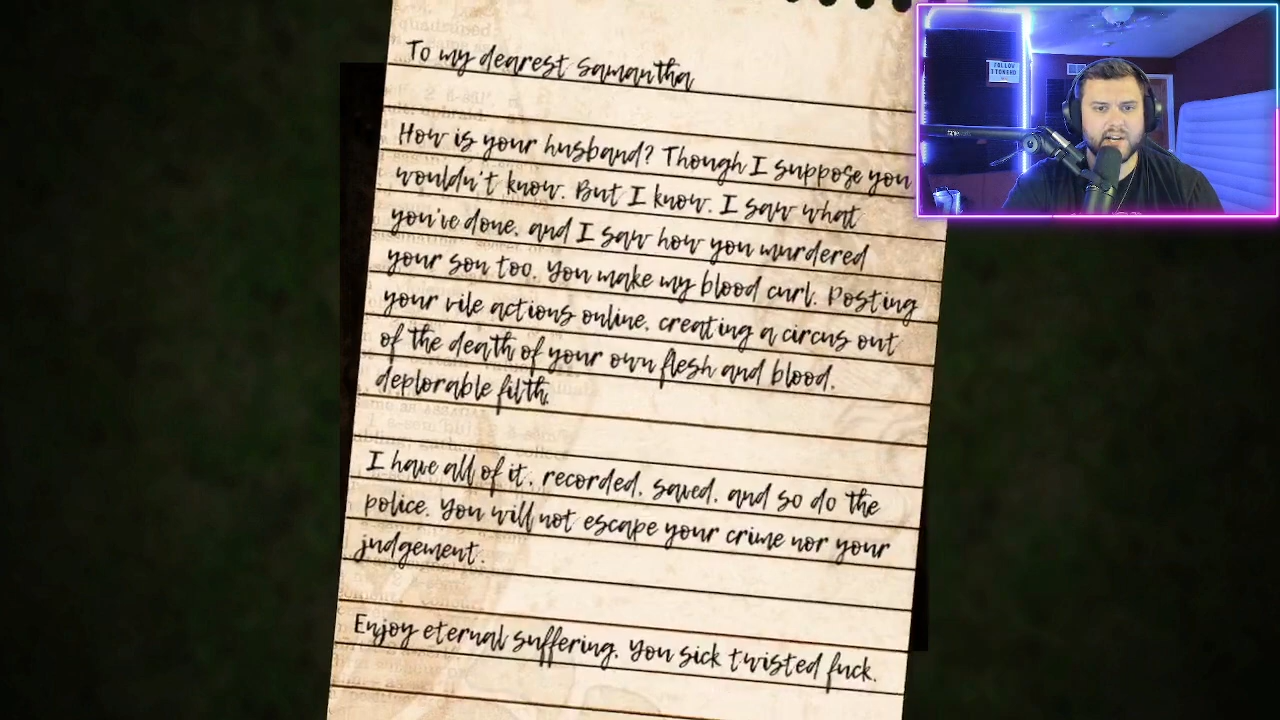 To my dearest Samantha
How is your husband? Though I suppose you
wouldn't know. But I know. I saw what
you've done. and I saw how you murdered
your son too. You make my blood curl. Posting
your vile actions online. creating a circus out
of the death of your own flesh and blood.
deplorable filth.
I have all of it. recorded. saved. and so do the
police. You will not escape your crime nor your
judgement.
Enjoy eternal suffering. You sick twisted fuck.
FOLLOW